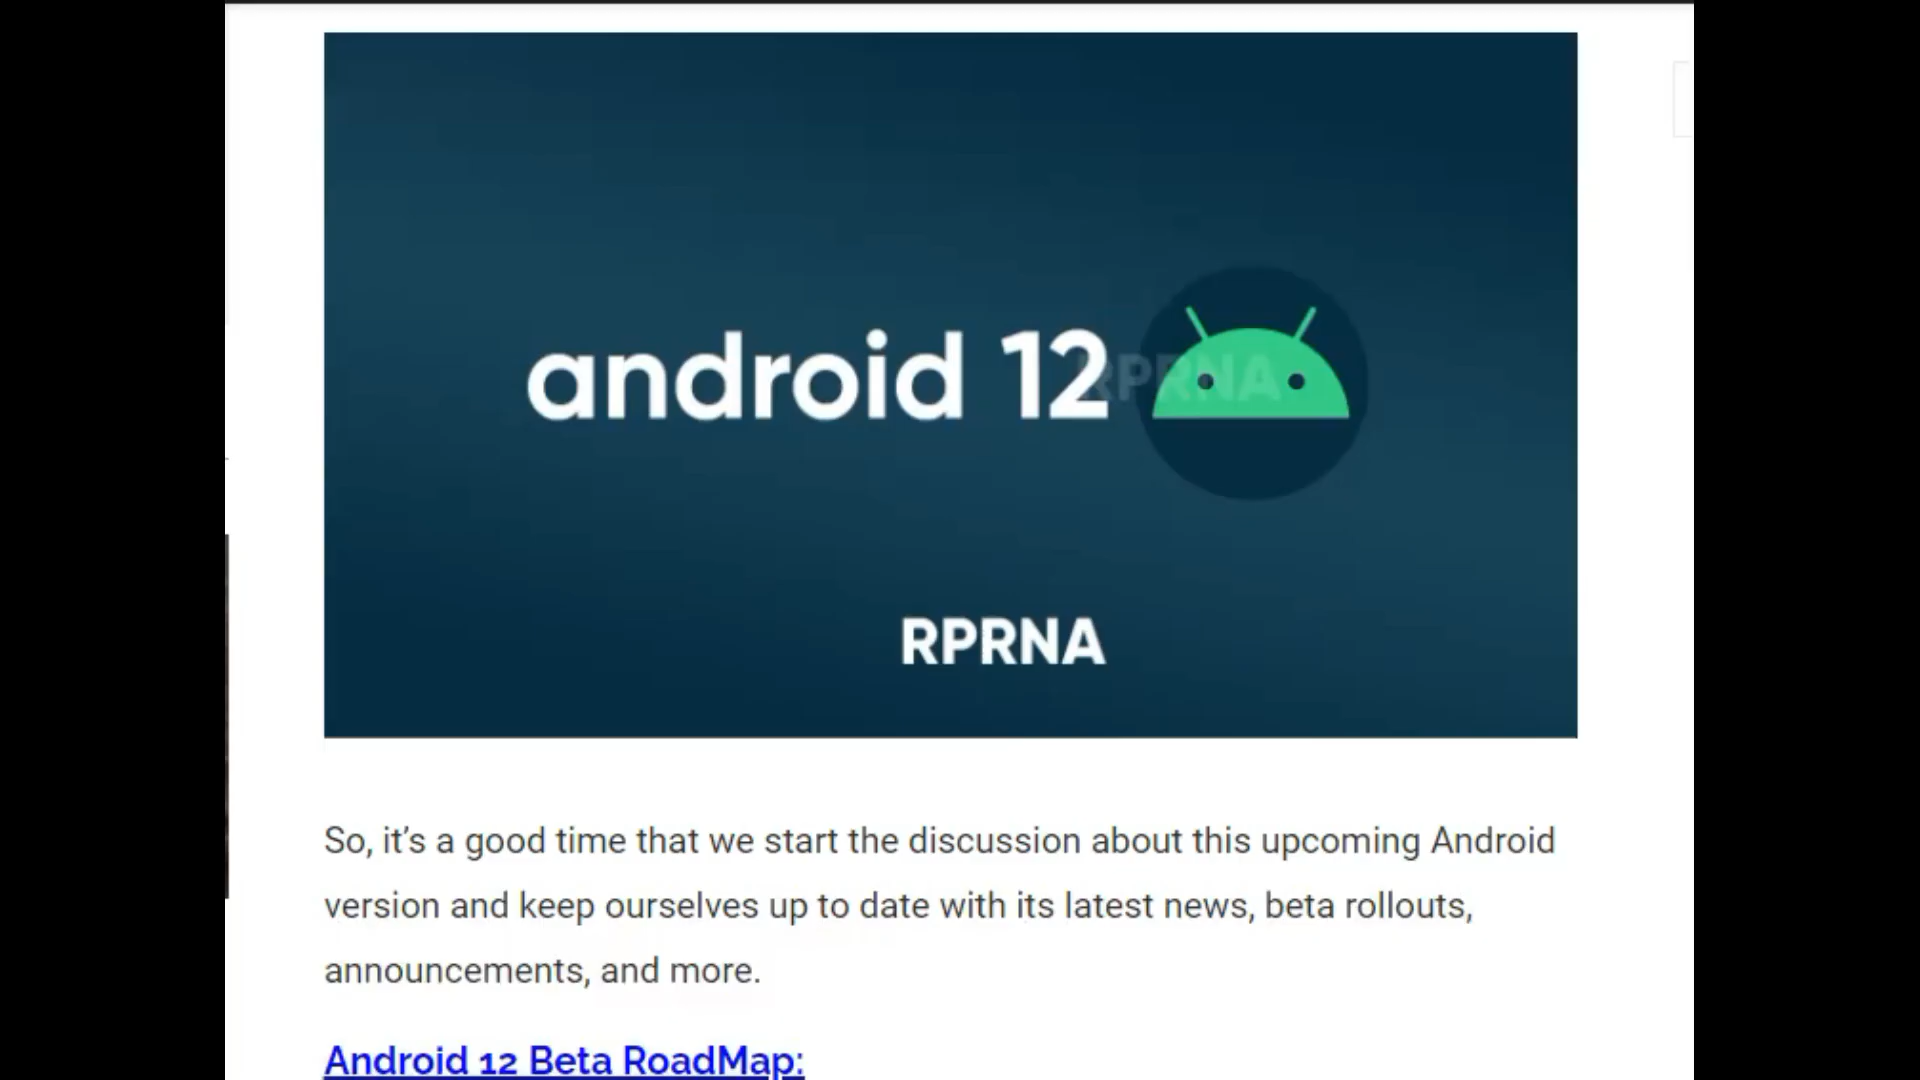 android 12
RPRNA
RPRNA
So, it’s a good time that we start the discussion about this upcoming Android
version and keep ourselves up to date with its latest news, beta rollouts,
announcements, and more.
Android 12 Beta RoadMap: